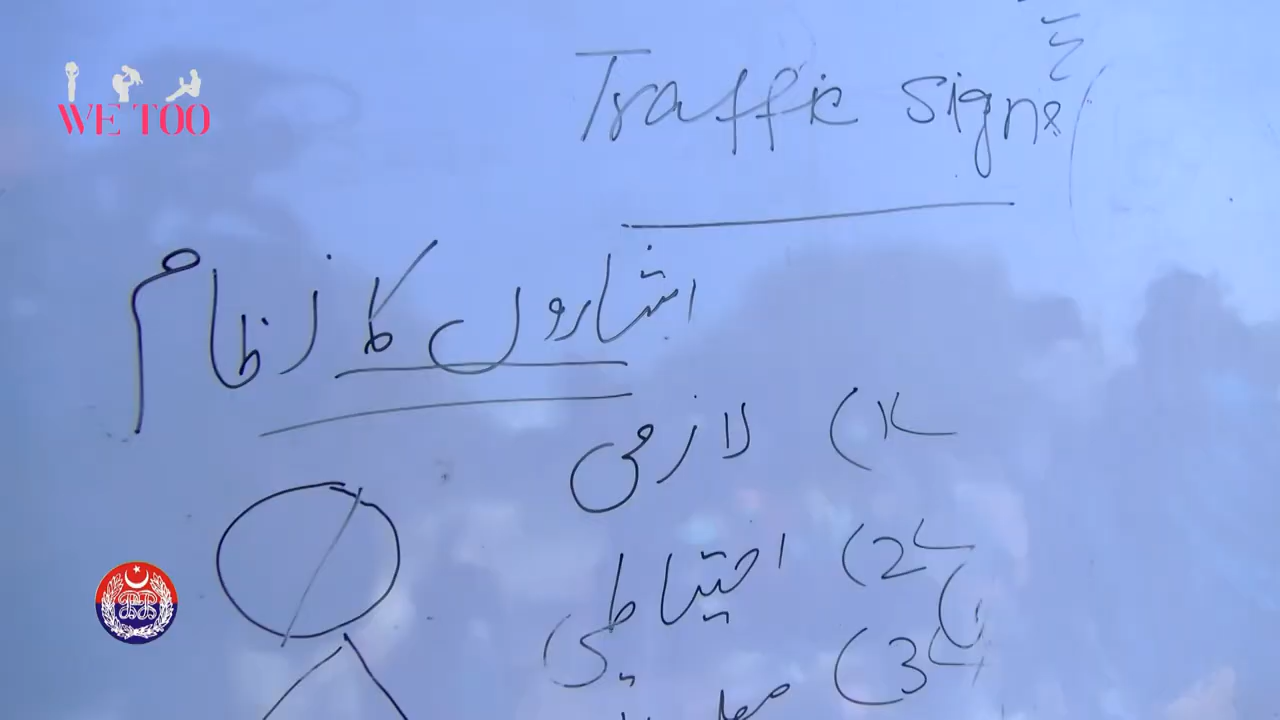 WE TOO
Traffic Signs
اشاروں کا نظام
1) لازمی
2) احتیاطی
3)